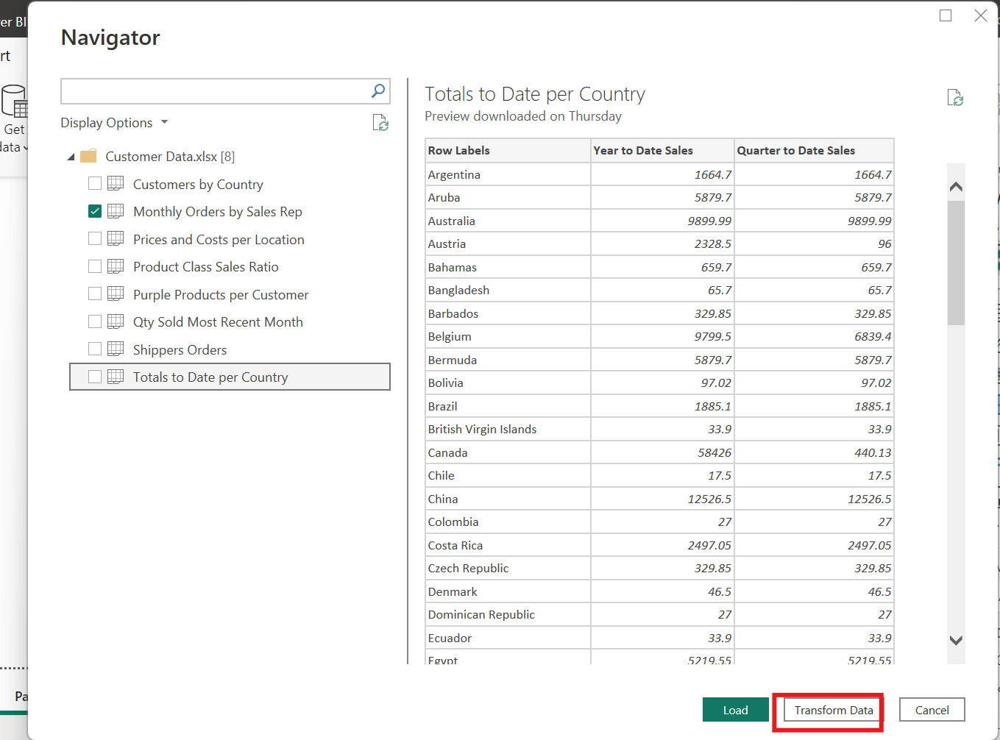 er BI
rt
Get
data
Pa
Navigator
Display Options
Customer Data.xlsx [8]
Customers by Country
Monthly Orders by Sales Rep
Prices and Costs per Location
Product Class Sales Ratio
Purple Products per Customer
Qty Sold Most Recent Month
Shippers Orders
Totals to Date per Country
Totals to Date per Country
Preview downloaded on Thursday
Row Labels Year to Date Sales Quarter to Date Sales
Argentina 1664.7 1664.7
Aruba 5879.7 5879.7
Australia 9899.99 9899.99
Austria 2328.5 96
Bahamas 659.7 659.7
Bangladesh 65.7 65.7
Barbados 329.85 329.85
Belgium 9799.5 6839.4
Bermuda 5879.7 5879.7
Bolivia 97.02 97.02
Brazil 1885.1 1885.1
British Virgin Islands 33.9 33.9
Canada 58426 440.13
Chile 17.5 17.5
China 12526.5 12526.5
Colombia 27 27
Costa Rica 2497.05 2497.05
Czech Republic 329.85 329.85
Denmark 46.5 46.5
Dominican Republic 27 27
Ecuador 33.9 33.9
Egypt 5219.55 5219.55
Load Transform Data Cancel